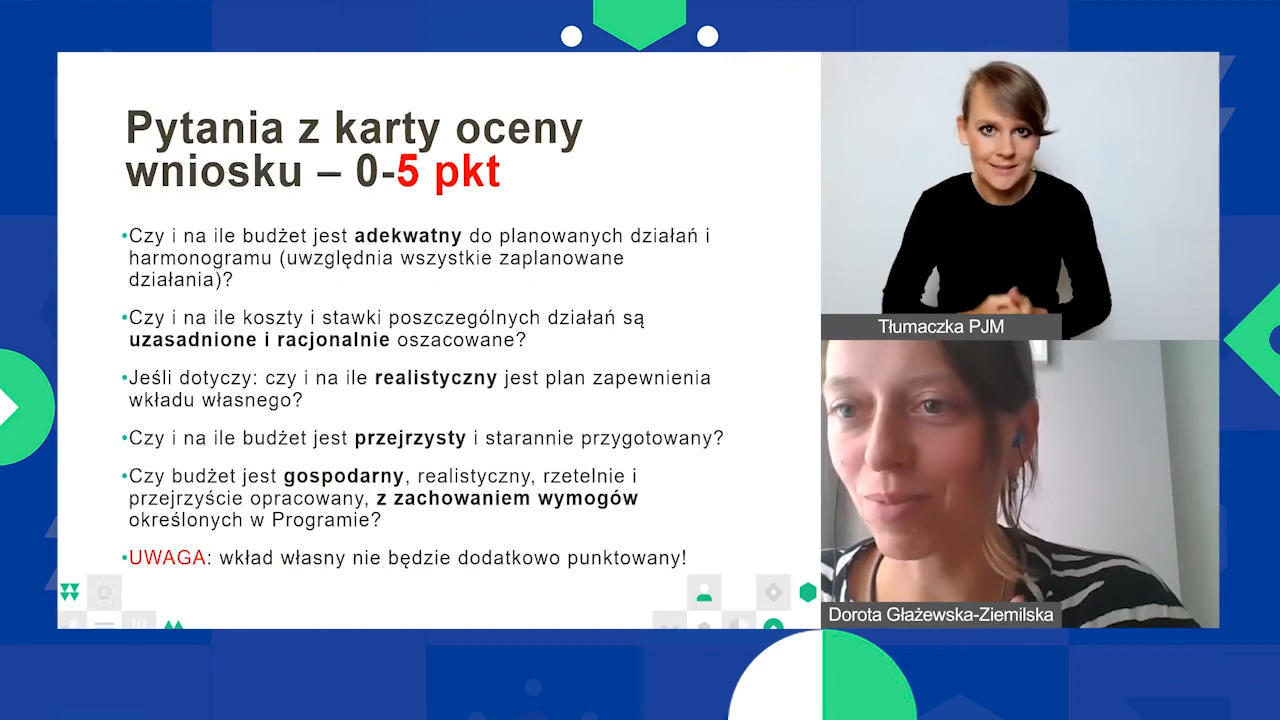 Pytania z karty oceny
wniosku – 0-5 pkt
•Czy i na ile budżet jest adekwatny do planowanych działań i
harmonogramu (uwzględnia wszystkie zaplanowane
działania)?
•Czy i na ile koszty i stawki poszczególnych działań są
uzasadnione i racjonalnie oszacowane?
•Jeśli dotyczy: czy i na ile realistyczny jest plan zapewnienia
wkładu własnego?
•Czy i na ile budżet jest przejrzysty i starannie przygotowany?
•Czy budżet jest gospodarny, realistyczny, rzetelnie i
przejrzyście opracowany, z zachowaniem wymogów
określonych w Programie?
•UWAGA: wkład własny nie będzie dodatkowo punktowany!
Tłumaczka PJM
Dorota Głażewska-Ziemilska